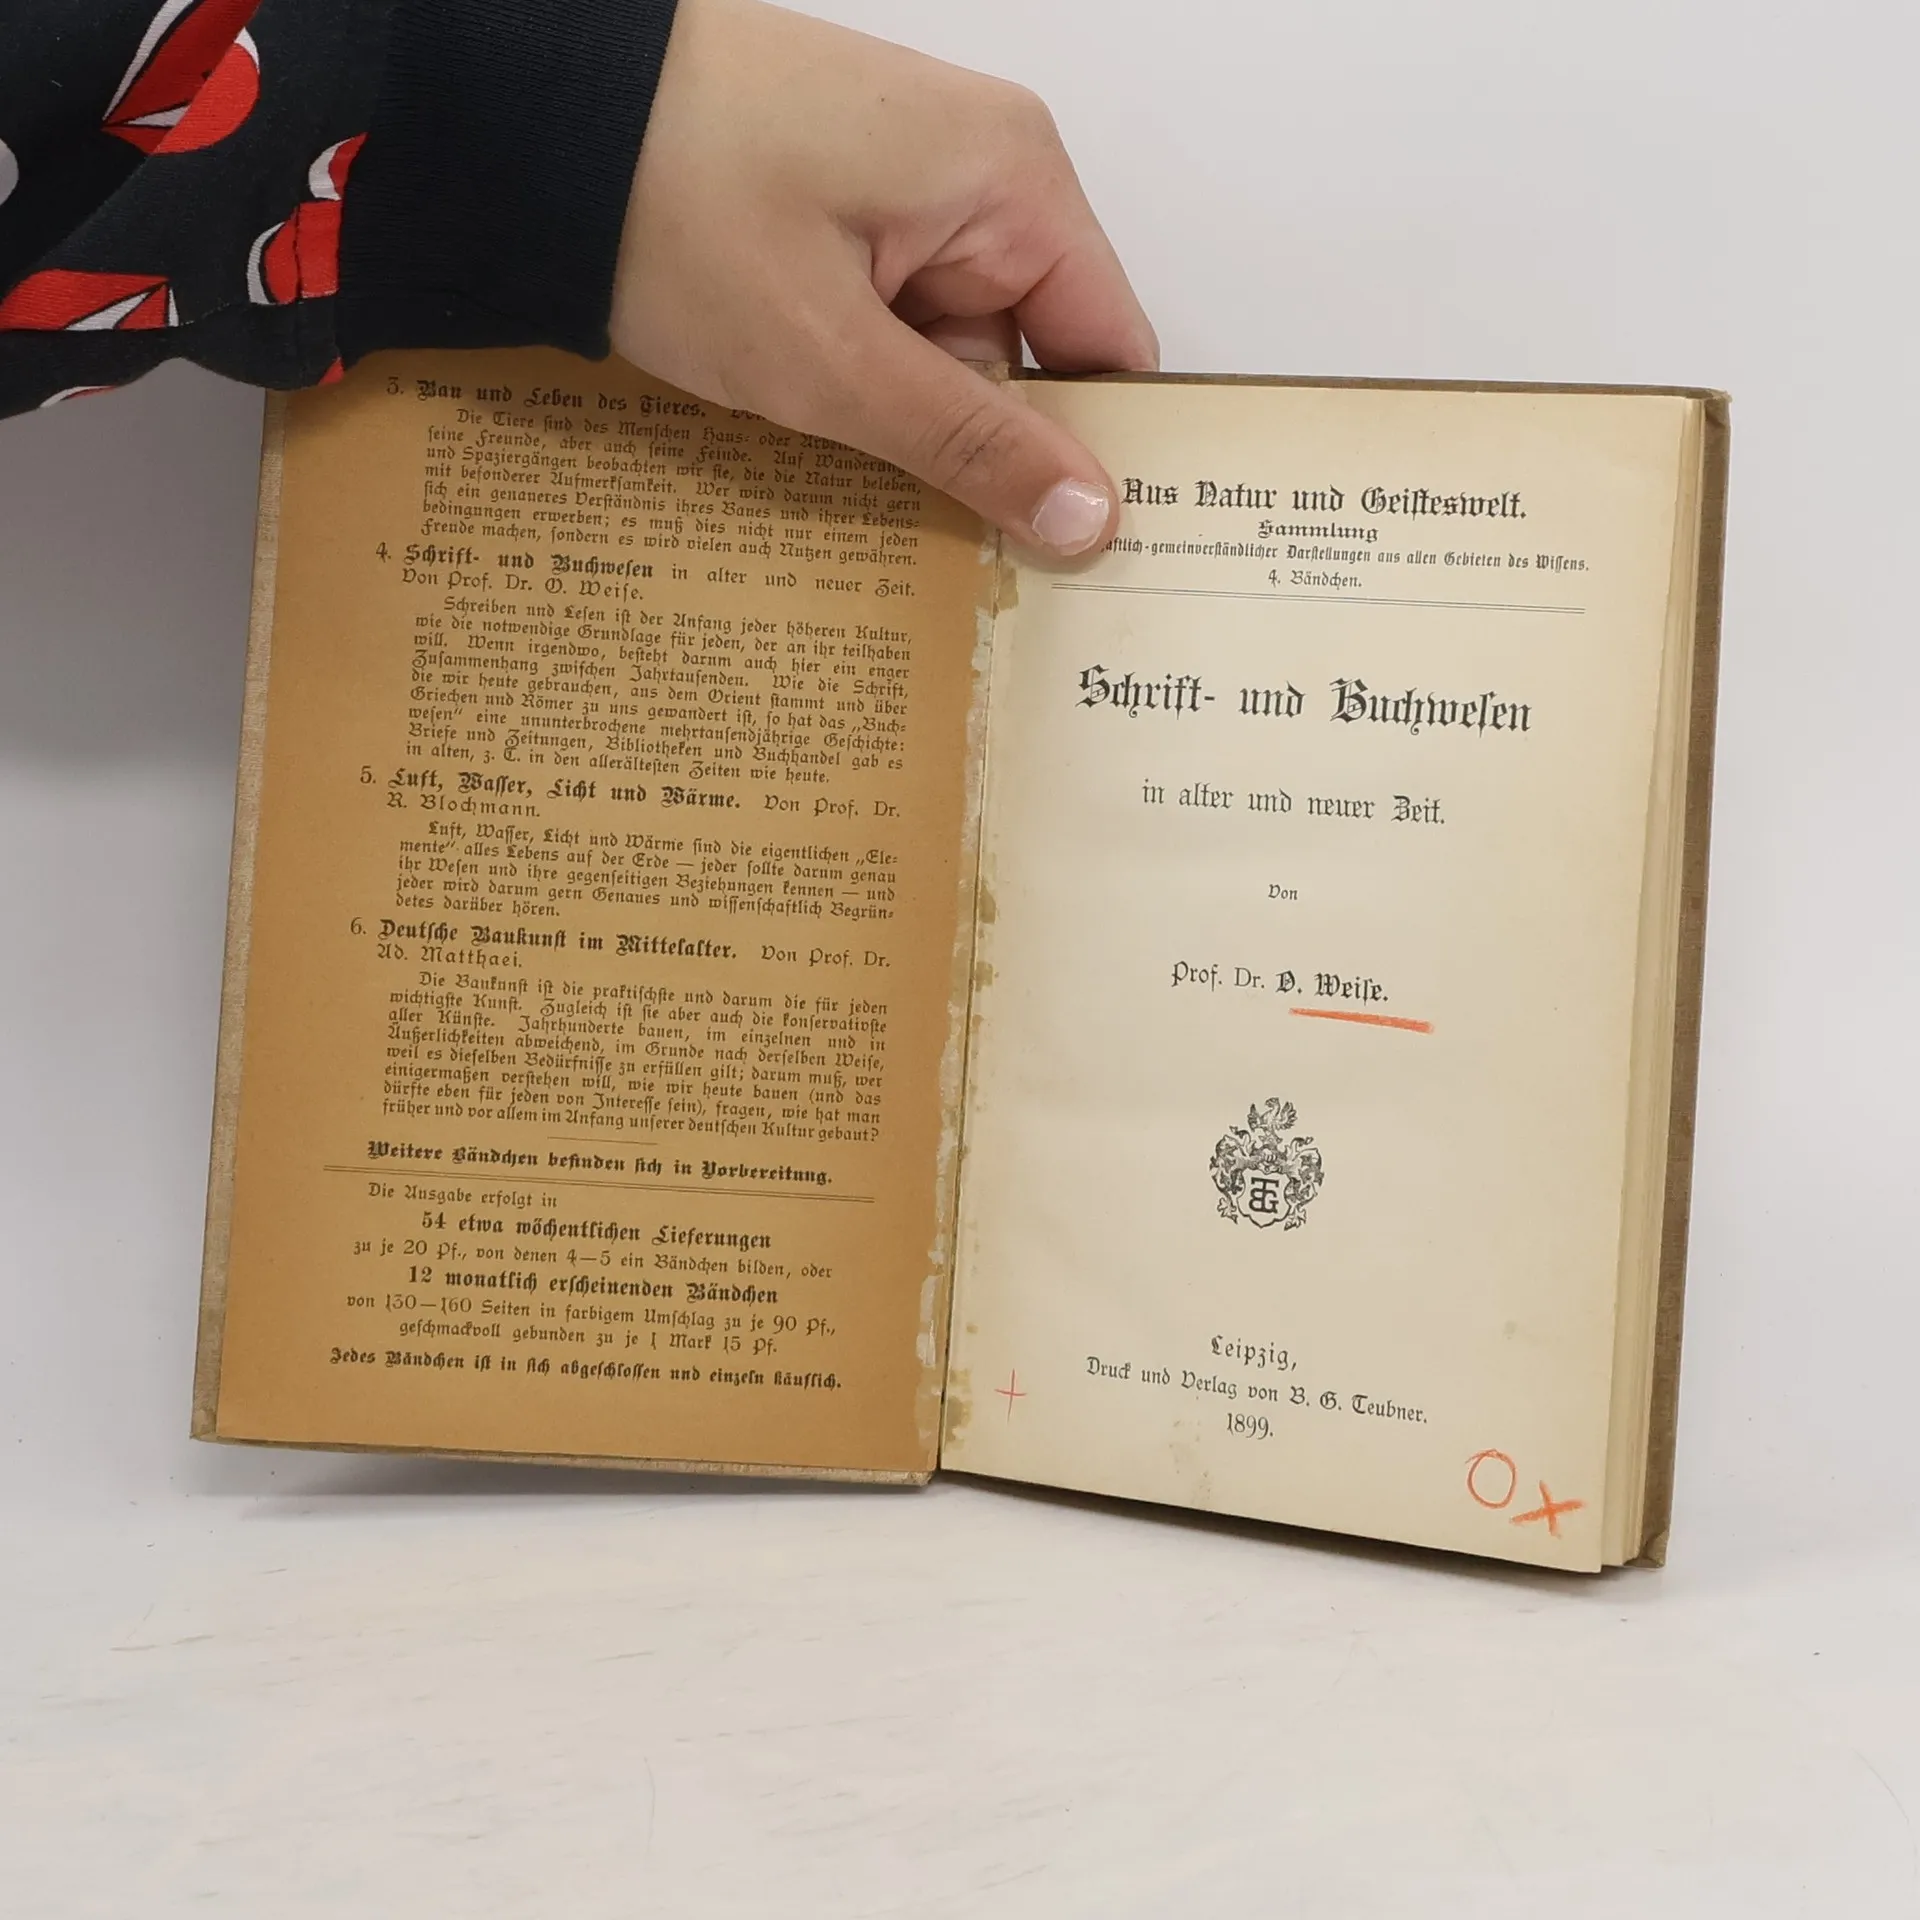 3. Bau und Leben des Tieres.
Die Tiere sind des Menschen Haus- oder
seine Freunde, aber auch seine Feinde. Auf
und Spaziergängen beobachten wir sie, die die Natur beleben,
mit besonderer Aufmerksamkeit. Wer wird darum nicht gern
sich ein genaueres Verständnis ihres Baues und ihrer Lebens-
bedingungen erwerben; es muß dies nicht nur einem jeden
Freude machen, sondern es wird vielen auch Nutzen gewähren.
4. Schrift- und Buchwesen in alter und neuer Zeit.
Von Prof. Dr. O. Weise.
Schreiben und Lesen ist der Anfang jeder höheren Kultur,
wie die notwendige Grundlage für jeden, der an ihr teilhaben
will. Wenn irgendwo, besteht darum auch hier ein enger
Zusammenhang zwischen Jahrtausenden. Wie die Schrift,
die wir heute gebrauchen, aus dem Orient stammt und über
Griechen und Römer zu uns gewandert ist, so hat das „Buch-
wesen“ eine ununterbrochene mehrtausendjährige Geschichte:
Briefe und Zeitungen, Bibliotheken und Buchhandel gab es
in alten, z. T. in den allerältesten Zeiten wie heute.
5. Luft, Wasser, Licht und Wärme. Von Prof. Dr.
R. Blochmann.
Luft, Wasser, Licht und Wärme sind die eigentlichen „Ele-
mente“ alles Lebens auf der Erde — jeder sollte darum genau
ihr Wesen und ihre gegenseitigen Beziehungen kennen — und
jeder wird darum gern Genaues und wissenschaftlich Begrün-
detes darüber hören.
6. Deutsche Baukunst im Mittelalter. Von Prof. Dr.
Ad. Matthaei.
Die Baukunst ist die praktischste und darum die für jeden
wichtigste Kunst. Zugleich ist sie aber auch die konservativste
aller Künste. Jahrhunderte bauen, im einzelnen und in
Äußerlichkeiten abweichend, im Grunde nach derselben Weise,
weil es dieselben Bedürfnisse zu erfüllen gilt; darum muß, wer
einigermaßen verstehen will, wie wir heute bauen (und das
dürfte eben für jeden von Interesse sein), fragen, wie hat man
früher und vor allem im Anfang unserer deutschen Kultur gebaut?
Weitere Bändchen befinden sich in Vorbereitung.
Die Ausgabe erfolgt in
54 etwa wöchentlichen Lieferungen
zu je 20 Pf., von denen 4—5 ein Bändchen bilden, oder
12 monatlich erscheinenden Bändchen
von 130—160 Seiten in farbigem Umschlag zu je 90 Pf.,
geschmackvoll gebunden zu je 1 Mark 15 Pf.
Jedes Bändchen ist in sich abgeschlossen und einzeln käuflich.
Aus Natur und Geisteswelt.
Sammlung
aftlich-gemeinverständlicher Darstellungen aus allen Gebieten des Wissens.
4. Bändchen.
Schrift- und Buchwesen
in alter und neuer Zeit.
Von
Prof. Dr. O. Weise.
BGT
Leipzig,
Druck und Verlag von B. G. Teubner.
1899.
+
O x